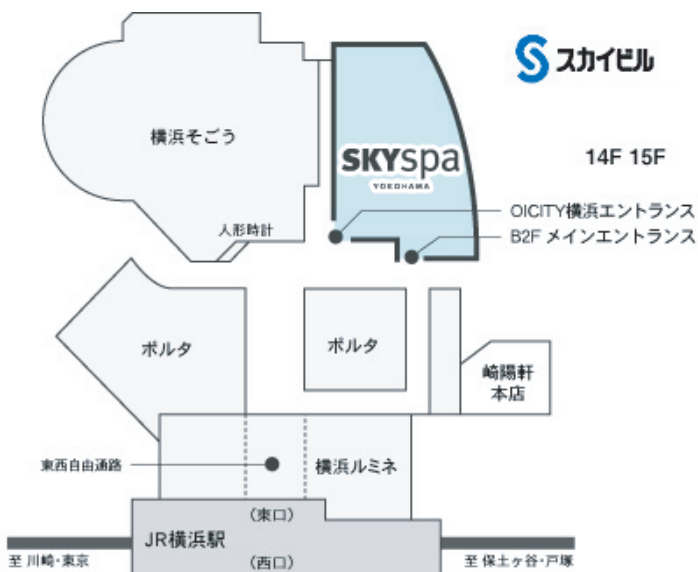 スカイビル
横浜そごう
SKYspa
YOKOHAMA
14F 15F
OICITY横浜エントランス
人形時計
B2F メインエントランス
ポルタ
ポルタ
崎陽軒
本店
東西自由通路
横浜ルミネ
(東口)
JR横浜駅
至 川崎・東京
(西口)
至 保土ヶ谷・戸塚